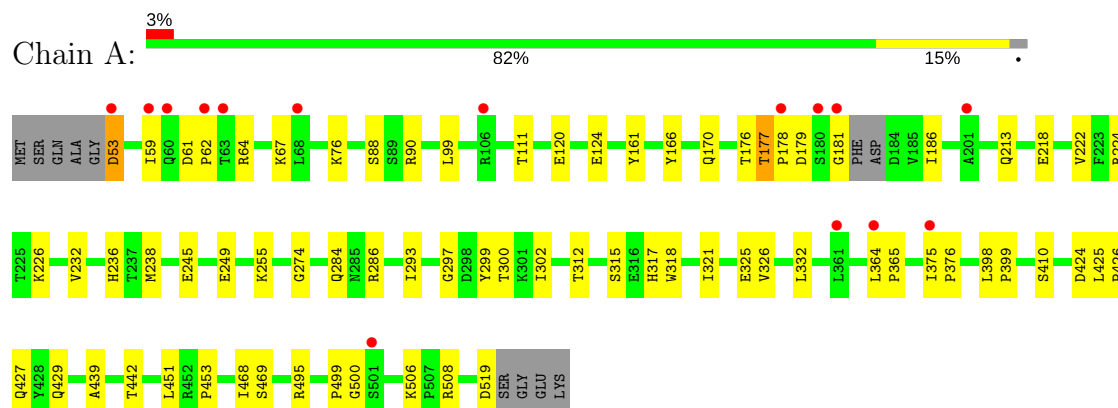 3%
Chain A:
82% 15% •
MET SER GLN ALA GLY D53 I59 Q60 D61 P62 T63 R64 K67 L68 K76 S88 S89 R90 L99 R106 T111 E120 E124 Y161 Y166 Q170 T176 T177 P178 D179 S180 G181 PHE ASP D184 V185 I186 A201 Q213 E218 V222 F223 R224
T225 K226 V232 H236 T237 M238 E245 E249 K255 G274 Q284 N285 R286 I293 G297 D298 Y299 T300 K301 I302 T312 S315 E316 H317 W318 I321 E325 V326 L332 L361 L364 P365 I375 P376 L398 P399 S410 D424 L425 R426
Q427 Y428 Q429 A439 T442 L451 R452 P453 I468 S469 R495 P499 G500 S501 K506 P507 R508 D519 SER GLY GLU LYS